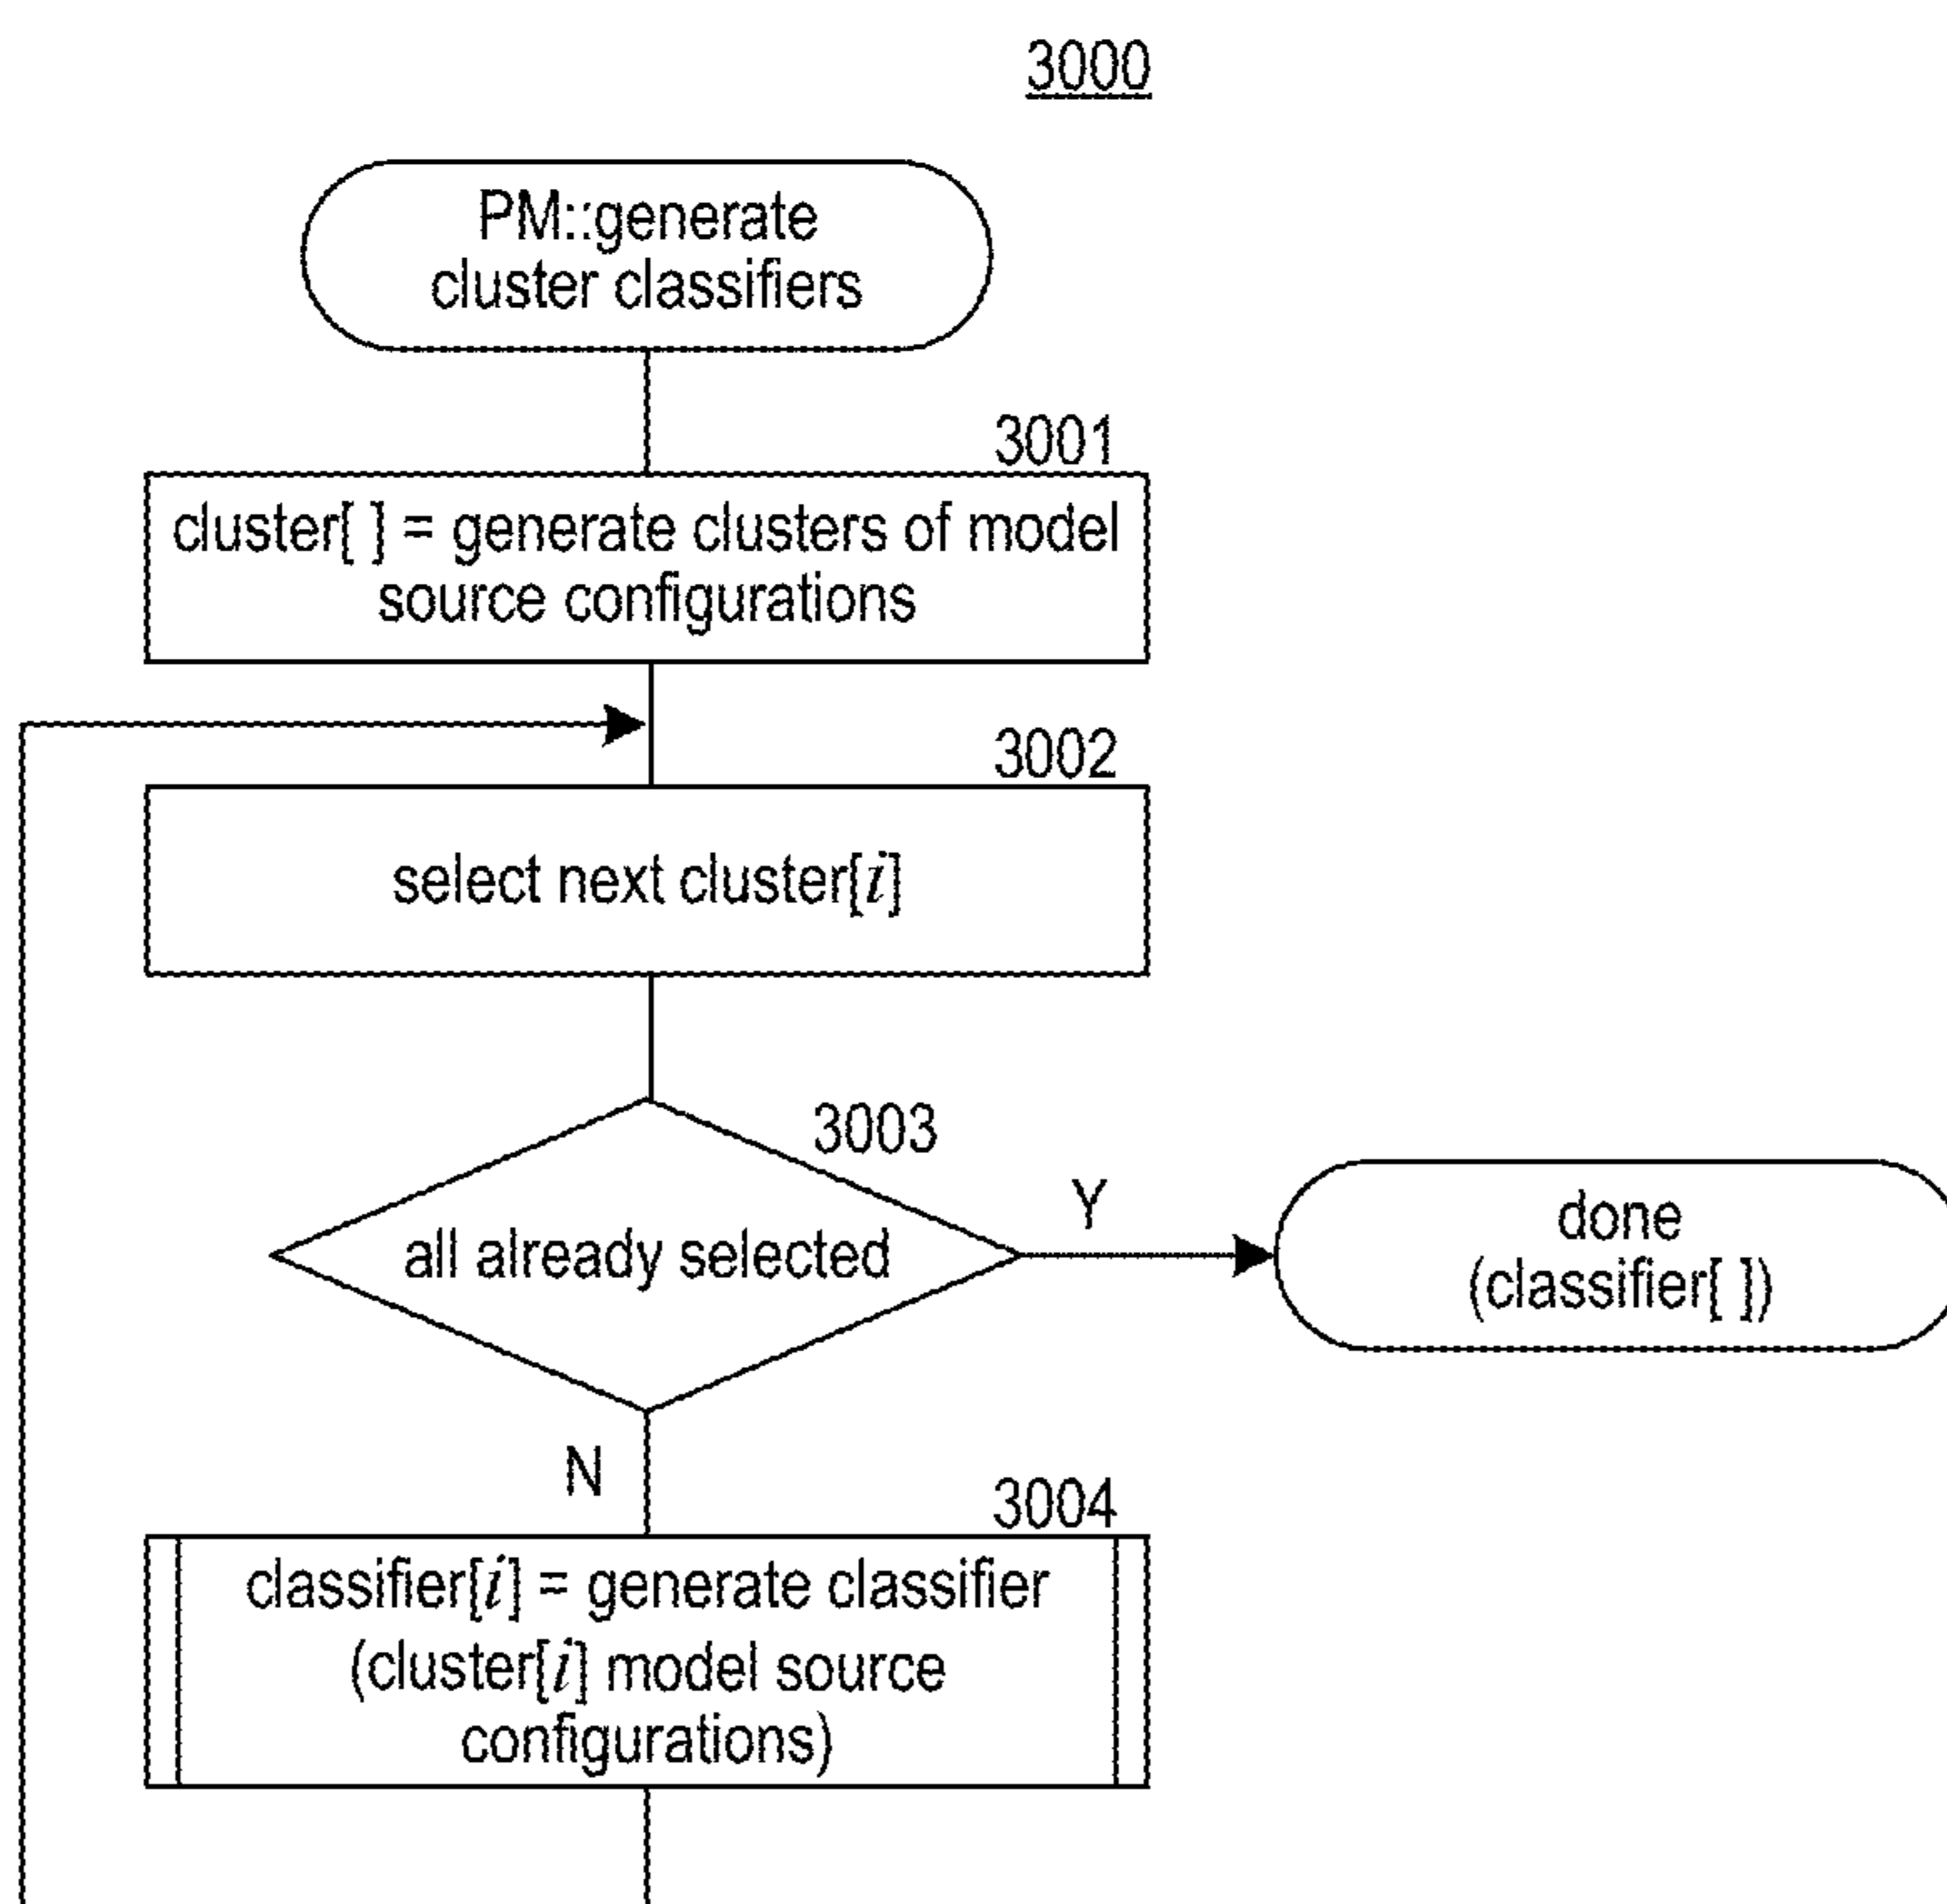 3000
PM::generate
cluster classifiers
3001
cluster[ ] = generate clusters of model
source configurations
3002
select next cluster[i]
3003
all already selected
Y
done
(classifier[ ])
N
3004
classifier[i] = generate classifier
(cluster[i] model source
configurations)